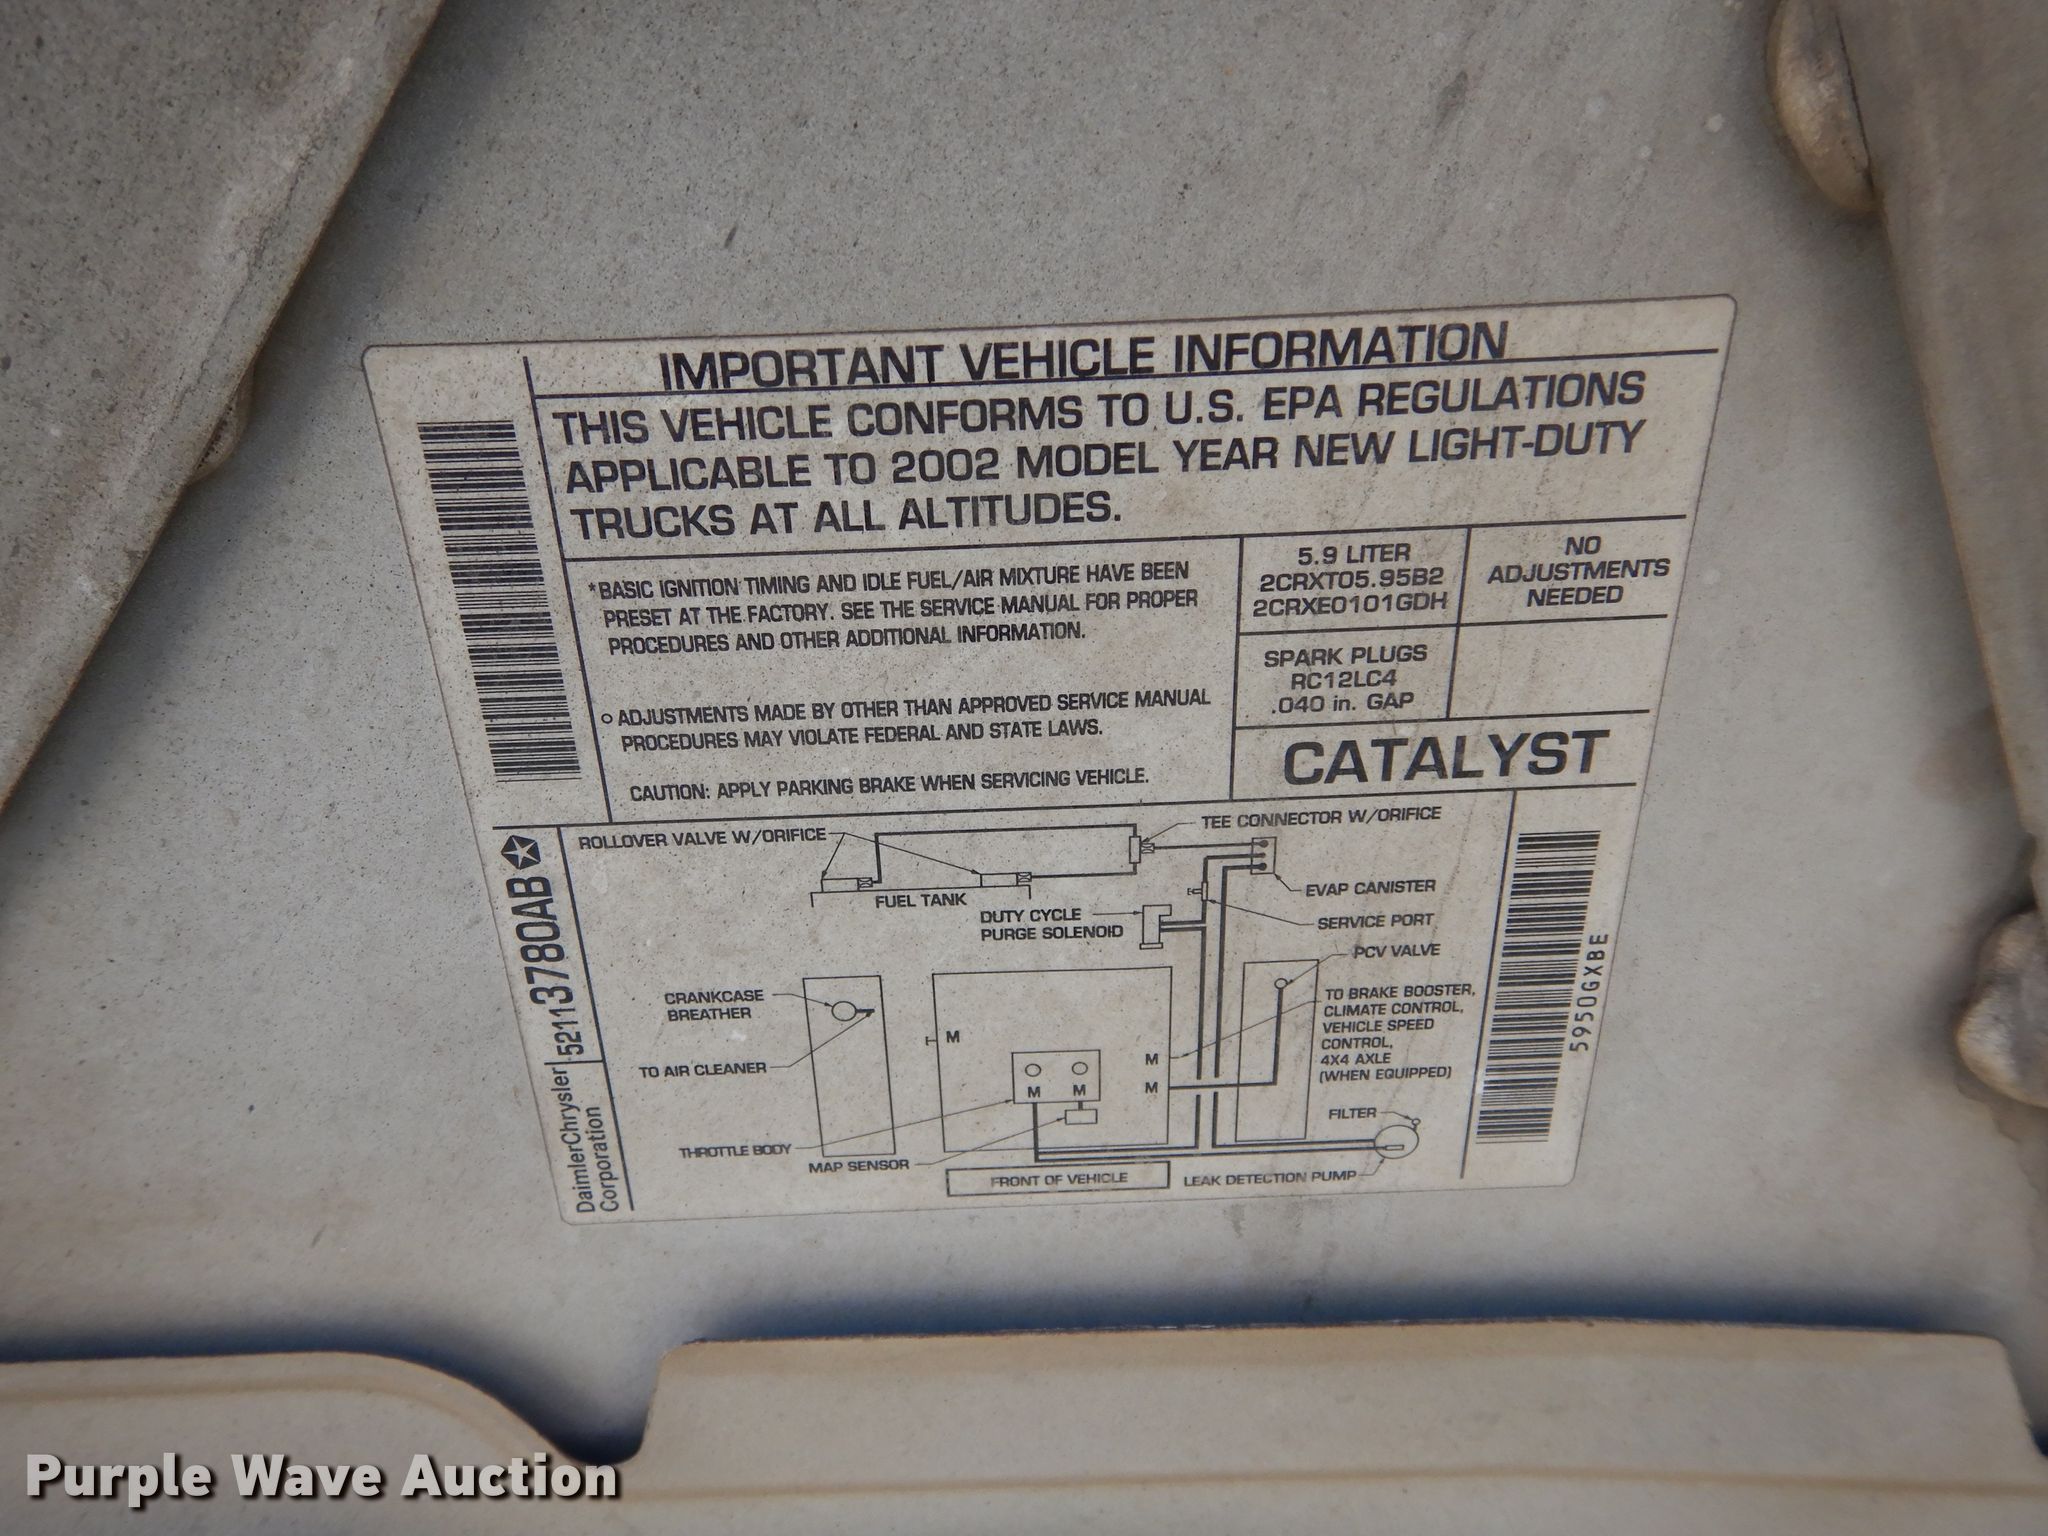 IMPORTANT VEHICLE INFORMATION
THIS VEHICLE CONFORMS TO U.S. EPA REGULATIONS
APPLICABLE TO 2002 MODEL YEAR NEW LIGHT-DUTY
TRUCKS AT ALL ALTITUDES.
*BASIC IGNITION TIMING AND IDLE FUEL/AIR MIXTURE HAVE BEEN
PRESET AT THE FACTORY. SEE THE SERVICE MANUAL FOR PROPER
PROCEDURES AND OTHER ADDITIONAL INFORMATION.
o ADJUSTMENTS MADE BY OTHER THAN APPROVED SERVICE MANUAL
PROCEDURES MAY VIOLATE FEDERAL AND STATE LAWS.
CAUTION: APPLY PARKING BRAKE WHEN SERVICING VEHICLE.
5.9 LITER
2CRXT05.95B2
2CRXE0101GDH
NO
ADJUSTMENTS
NEEDED
SPARK PLUGS
RC12LC4
.040 in. GAP
CATALYST
DaimlerChrysler
Corporation
52113780AB
ROLLOVER VALVE W/ORIFICE
TEE CONNECTOR W/ORIFICE
FUEL TANK
EVAP CANISTER
DUTY CYCLE
PURGE SOLENOID
SERVICE PORT
PCV VALVE
CRANKCASE
BREATHER
TO BRAKE BOOSTER,
CLIMATE CONTROL,
VEHICLE SPEED
CONTROL,
4X4 AXLE
(WHEN EQUIPPED)
M
M
TO AIR CLEANER
M
M
M
FILTER
THROTTLE BODY
MAP SENSOR
FRONT OF VEHICLE
LEAK DETECTION PUMP
5950GXBE
Purple Wave Auction